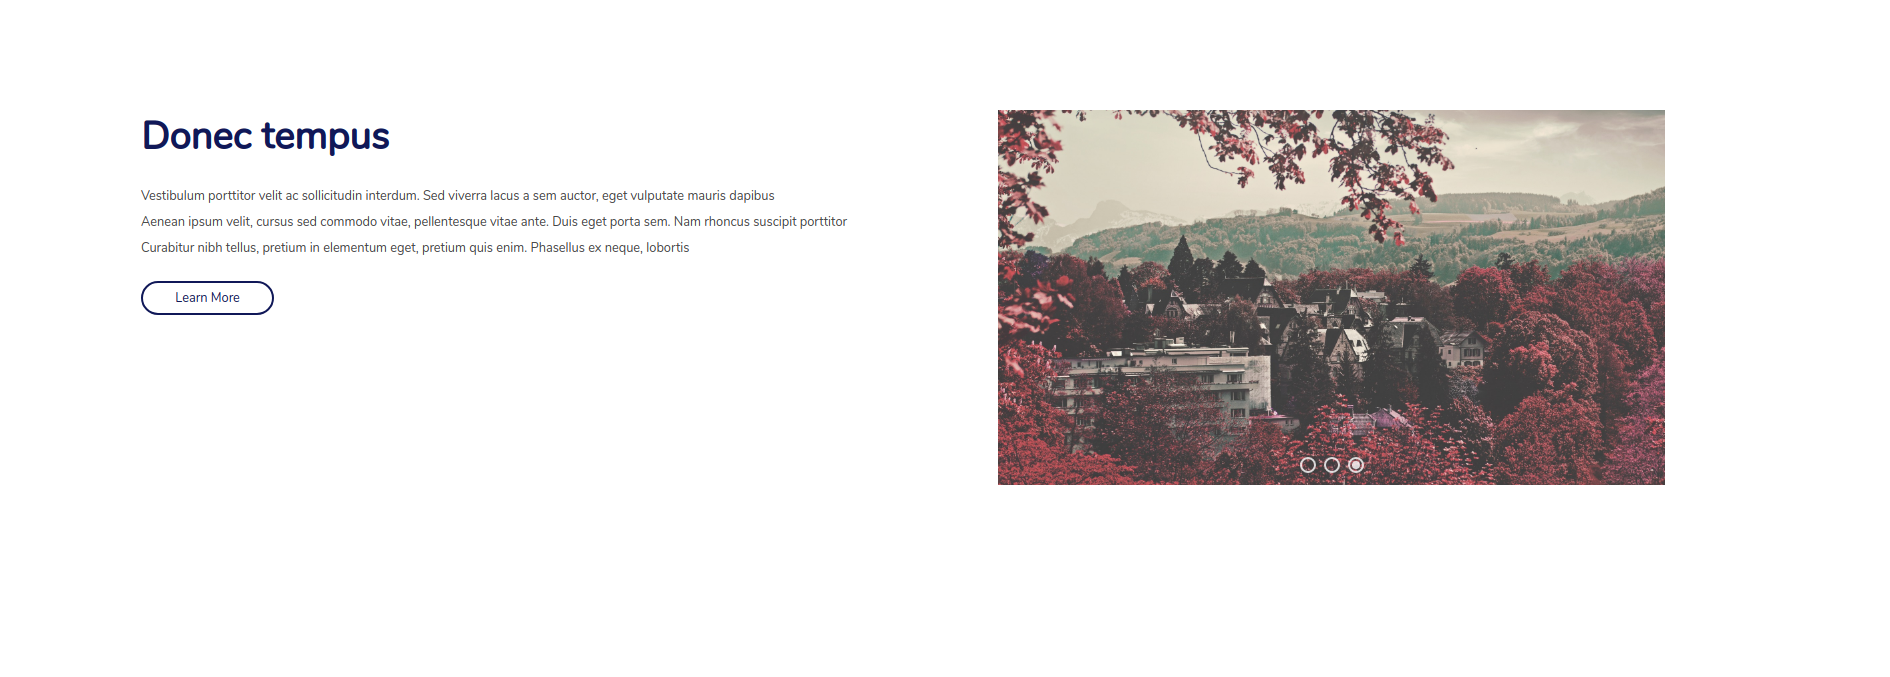 Donec tempus
Vestibulum porttitor velit ac sollicitudin interdum. Sed viverra lacus a sem auctor, eget vulputate mauris dapibus
Aenean ipsum velit, cursus sed commodo vitae, pellentesque vitae ante. Duis eget porta sem. Nam rhoncus suscipit porttitor
Curabitur nibh tellus, pretium in elementum eget, pretium quis enim. Phasellus ex neque, lobortis
Learn More